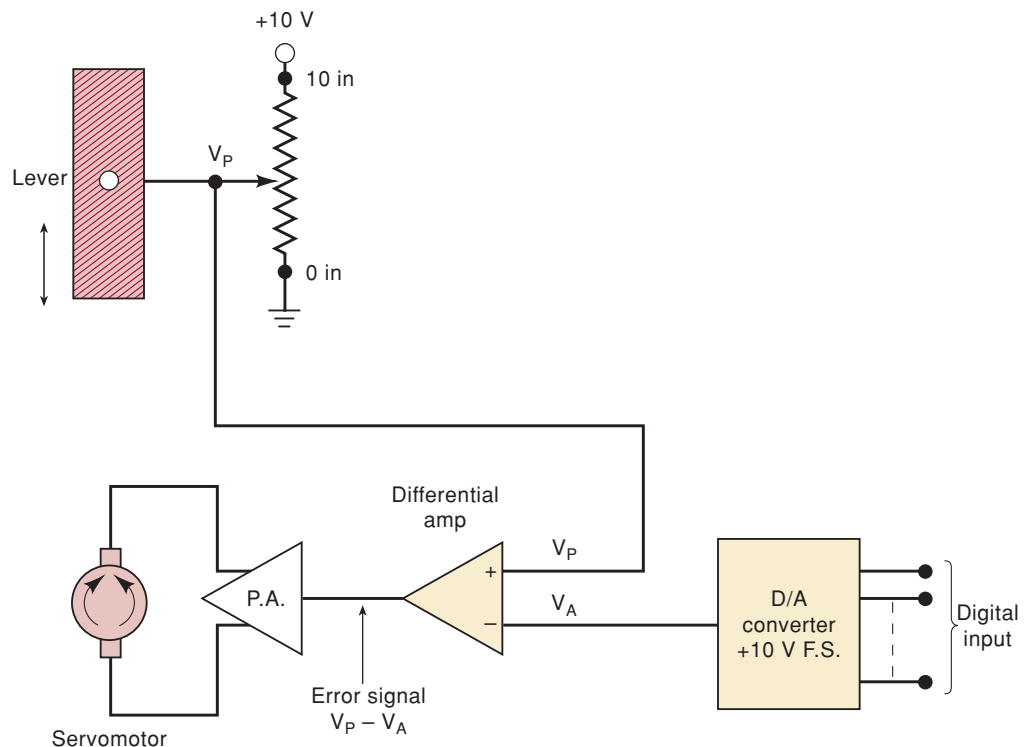 +10 V
10 in
V_P
Lever
0 in
Differential
amp
V_P
+
P.A.
V_A
−
D/A
converter
+10 V F.S.
Digital
input
Error signal
V_P – V_A
Servomotor